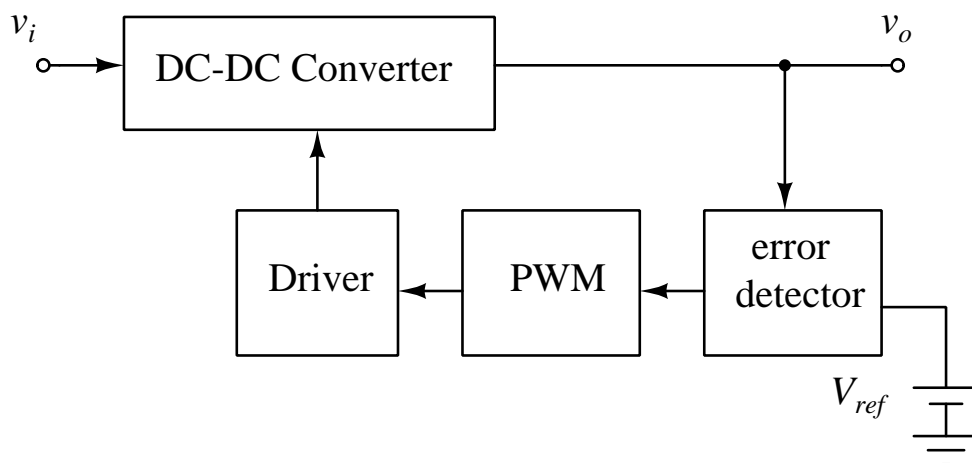 v_i
v_o
DC-DC Converter
Driver
PWM
error
detector
V_ref